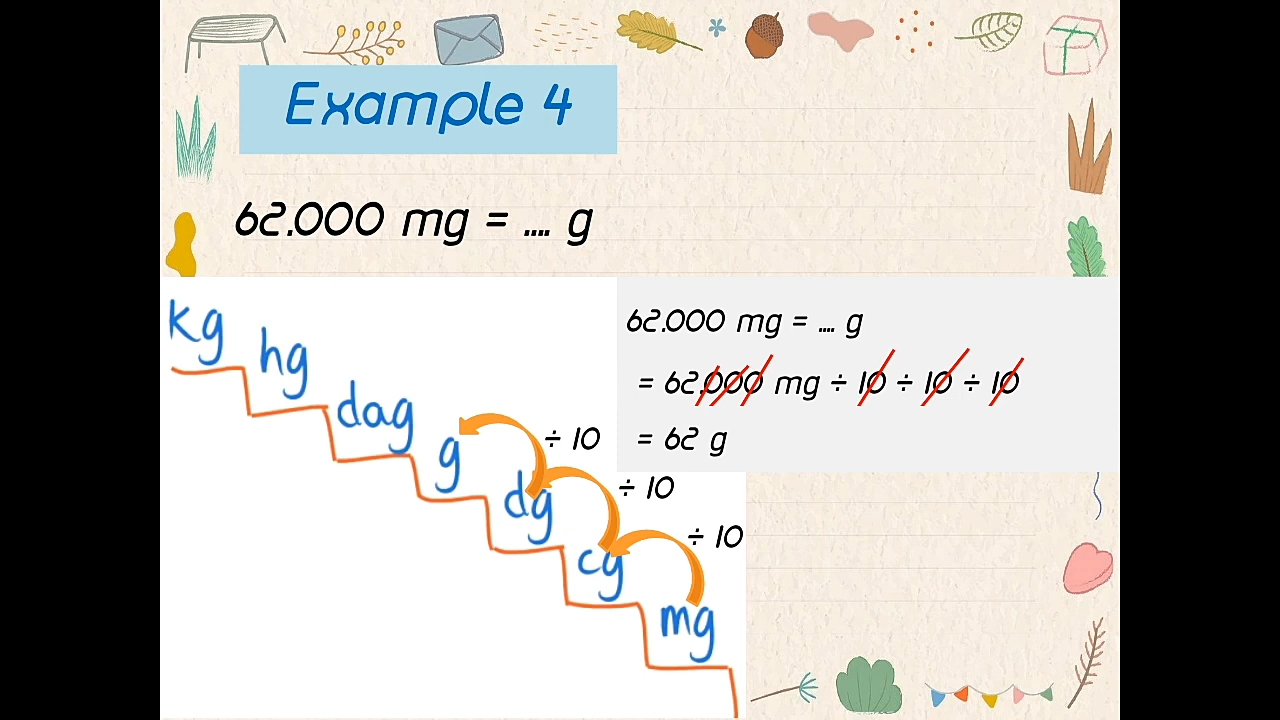 Example 4
62.000 mg = .... g
kg
hg
dag
g
dg
cg
mg
÷ 10
÷ 10
÷ 10
62.000 mg = .... g
= 62.000 mg ÷ 10 ÷ 10 ÷ 10
= 62 g